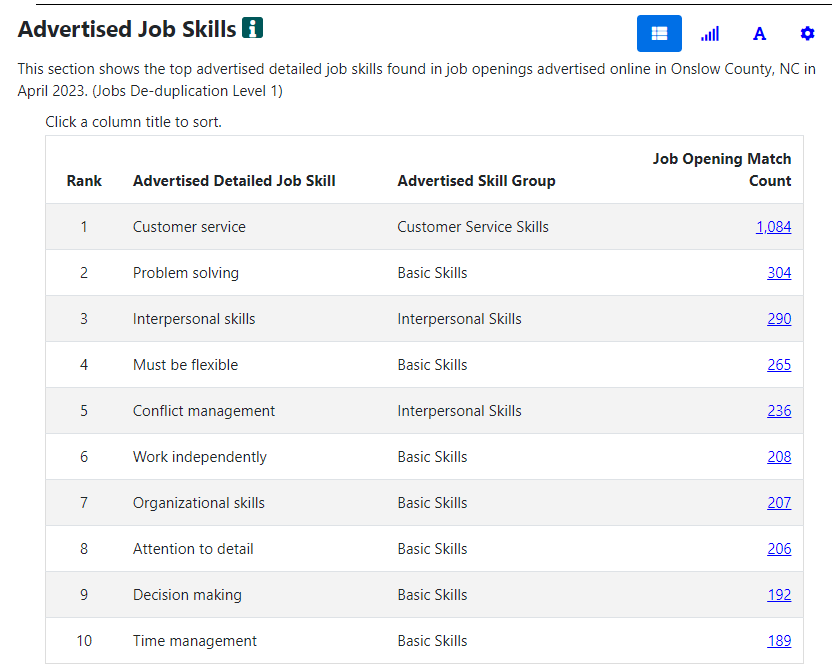 Advertised Job Skills i
A
This section shows the top advertised detailed job skills found in job openings advertised online in Onslow County, NC in
April 2023. (Jobs De-duplication Level 1)
Click a column title to sort.
Rank Advertised Detailed Job Skill Advertised Skill Group Job Opening Match
Count
1 Customer service Customer Service Skills 1,084
2 Problem solving Basic Skills 304
3 Interpersonal skills Interpersonal Skills 290
4 Must be flexible Basic Skills 265
5 Conflict management Interpersonal Skills 236
6 Work independently Basic Skills 208
7 Organizational skills Basic Skills 207
8 Attention to detail Basic Skills 206
9 Decision making Basic Skills 192
10 Time management Basic Skills 189